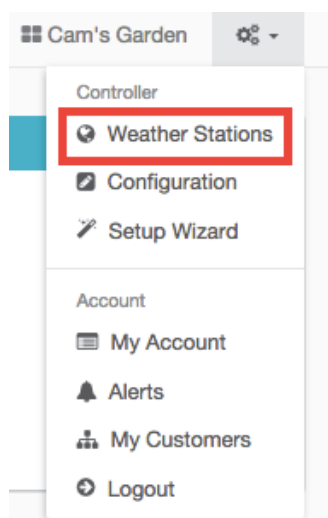 Cam's Garden
Controller
Weather Stations
Configuration
Setup Wizard
Account
My Account
Alerts
My Customers
Logout